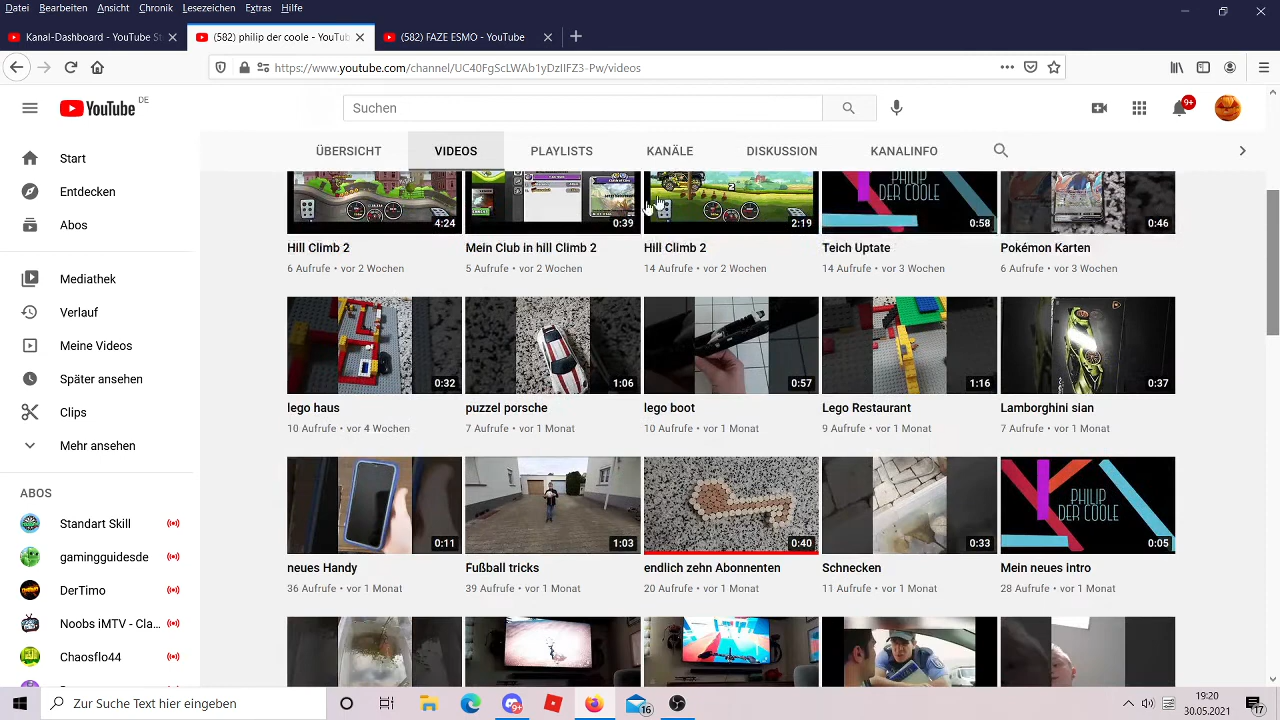 Datei Bearbeiten Ansicht Chronik Lesezeichen Extras Hilfe
Kanal-Dashboard - YouTube St
(582) philip der coole - YouTub
(582) FAZE ESMO - YouTube
https://www.youtube.com/channel/UC40FgScLWAb1yDzIIFZ3-Pw/videos
YouTube DE
Suchen
9+
ÜBERSICHT VIDEOS PLAYLISTS KANÄLE DISKUSSION KANALINFO
Start
Entdecken
Abos
Mediathek
Verlauf
Meine Videos
Später ansehen
Clips
Mehr ansehen
ABOS
Standart Skill
gamingguidesde
DerTimo
Noobs iMTV - Cla...
Chaosflo44
4:24 0:39 2:19 0:58 0:46
DER COOLE
Hill Climb 2
6 Aufrufe • vor 2 Wochen
Mein Club in hill Climb 2
5 Aufrufe • vor 2 Wochen
Hill Climb 2
14 Aufrufe • vor 2 Wochen
Teich Uptate
14 Aufrufe • vor 3 Wochen
Pokémon Karten
6 Aufrufe • vor 3 Wochen
0:32 1:06 0:57 1:16 0:37
lego haus
10 Aufrufe • vor 4 Wochen
puzzel porsche
7 Aufrufe • vor 1 Monat
lego boot
10 Aufrufe • vor 1 Monat
Lego Restaurant
9 Aufrufe • vor 1 Monat
Lamborghini sian
7 Aufrufe • vor 1 Monat
0:11 1:03 0:40 0:33 0:05
PHILIP
DER COOLE
neues Handy
36 Aufrufe • vor 1 Monat
Fußball tricks
39 Aufrufe • vor 1 Monat
endlich zehn Abonnenten
20 Aufrufe • vor 1 Monat
Schnecken
11 Aufrufe • vor 1 Monat
Mein neues intro
28 Aufrufe • vor 1 Monat
Zur Suche Text hier eingeben
9+
16
19:20
30.05.2021
17